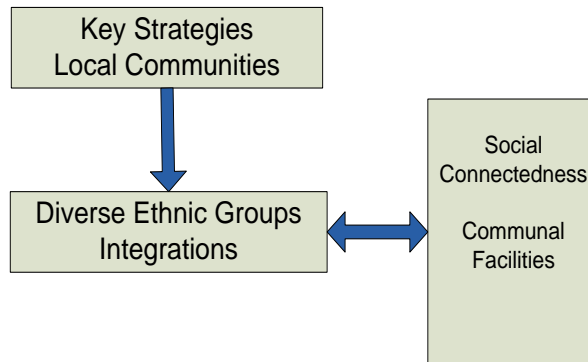 Key Strategies
Local Communities
Diverse Ethnic Groups
Integrations
Social
Connectedness
Communal
Facilities